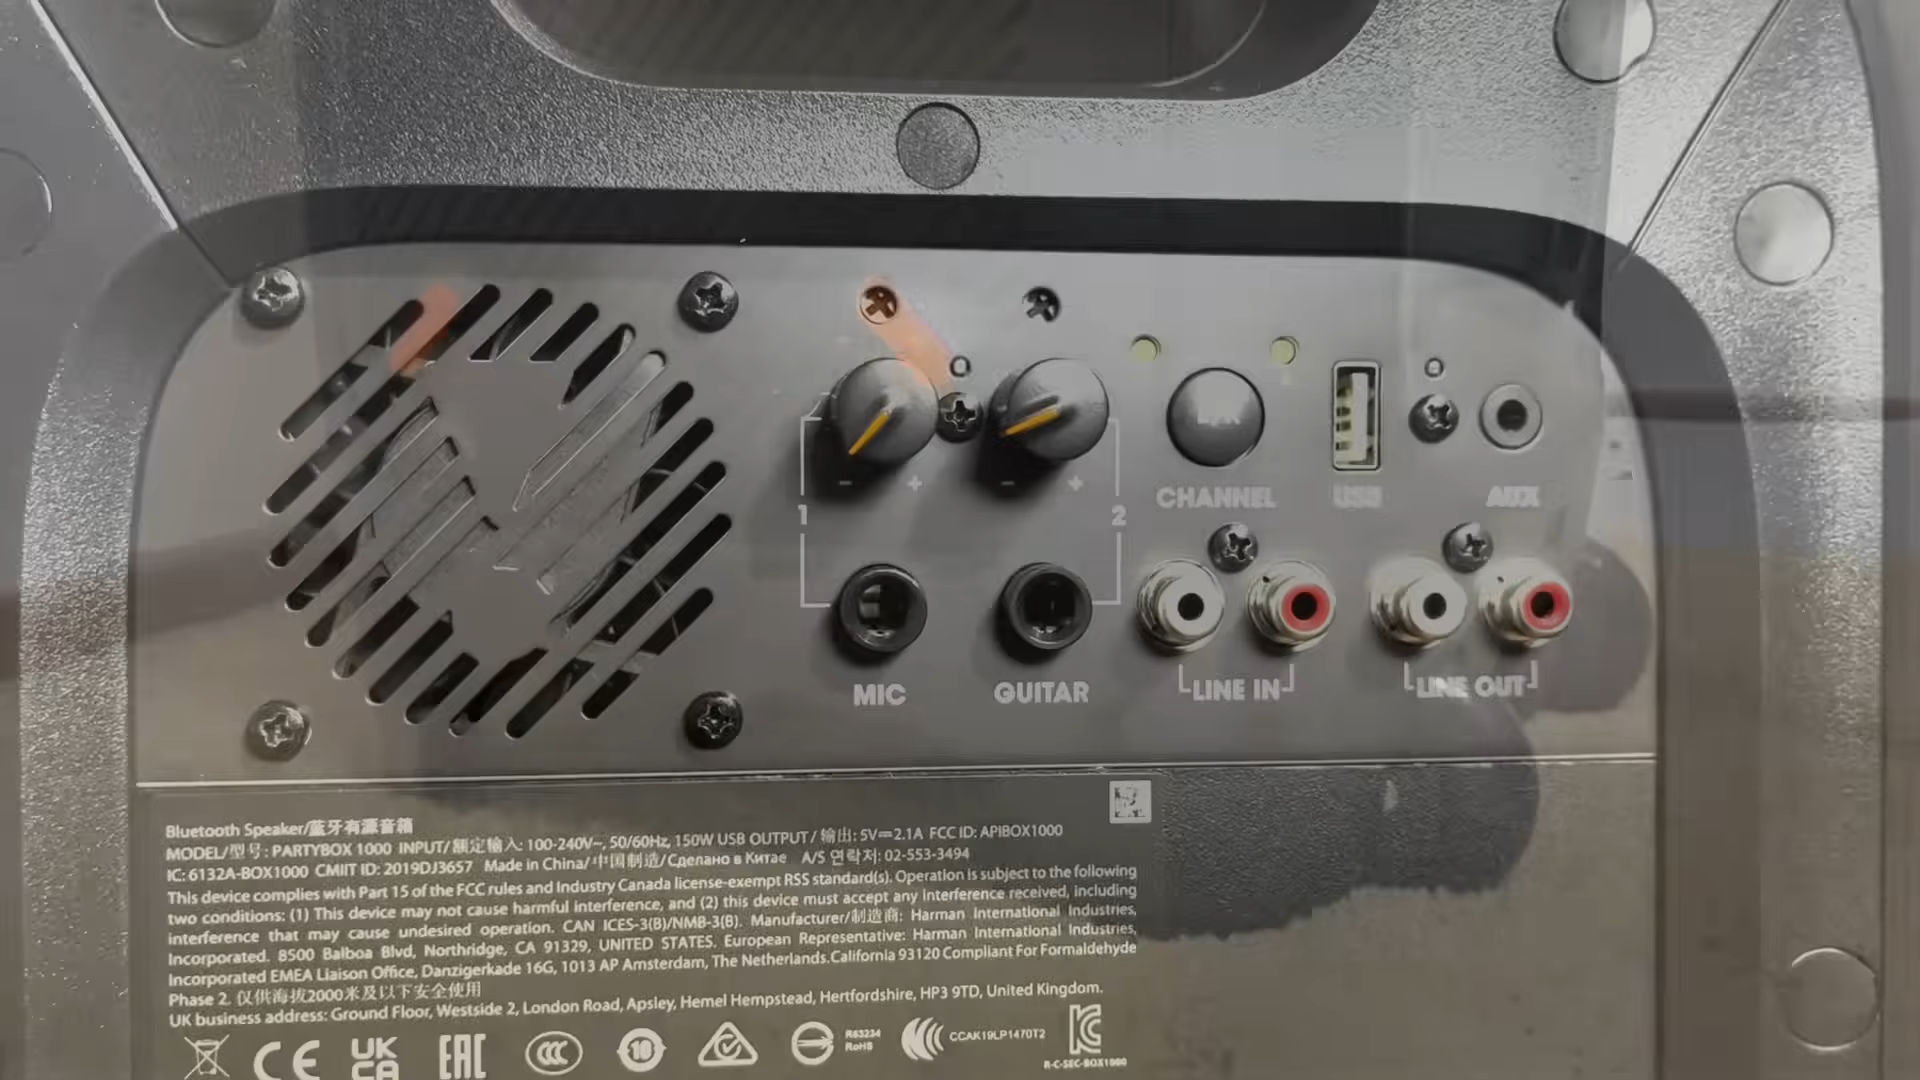 - + - +
1 2
CHANNEL USB AUX
MIC GUITAR LINE IN LINE OUT
Bluetooth Speaker/蓝牙有源音箱
MODEL/型号: PARTYBOX 1000 INPUT/额定输入: 100-240V~, 50/60Hz, 150W USB OUTPUT/ 输出: 5V⎓2.1A FCC ID: APIBOX1000
IC: 6132A-BOX1000 CMIIT ID: 2019DJ3657 Made in China/中国制造/Сделано в Китае A/S 연락처: 02-553-3494
This device complies with Part 15 of the FCC rules and Industry Canada license-exempt RSS standard(s). Operation is subject to the following
two conditions: (1) This device may not cause harmful interference, and (2) this device must accept any interference received, including
interference that may cause undesired operation. CAN ICES-3(B)/NMB-3(B). Manufacturer/制造商: Harman International Industries,
Incorporated. 8500 Balboa Blvd, Northridge, CA 91329, UNITED STATES. European Representative: Harman International Industries,
Incorporated EMEA Liaison Office, Danzigerkade 16G, 1013 AP Amsterdam, The Netherlands.California 93120 Compliant For Formaldehyde
Phase 2. 仅供海拔2000米及以下安全使用
UK business address: Ground Floor, Westside 2, London Road, Apsley, Hemel Hempstead, Hertfordshire, HP3 9TD, United Kingdom.
CE UK CA EAC CCC 10 R63234 RoHS CCAK19LP1470T2 KC
R-C-SEC-BOX1000